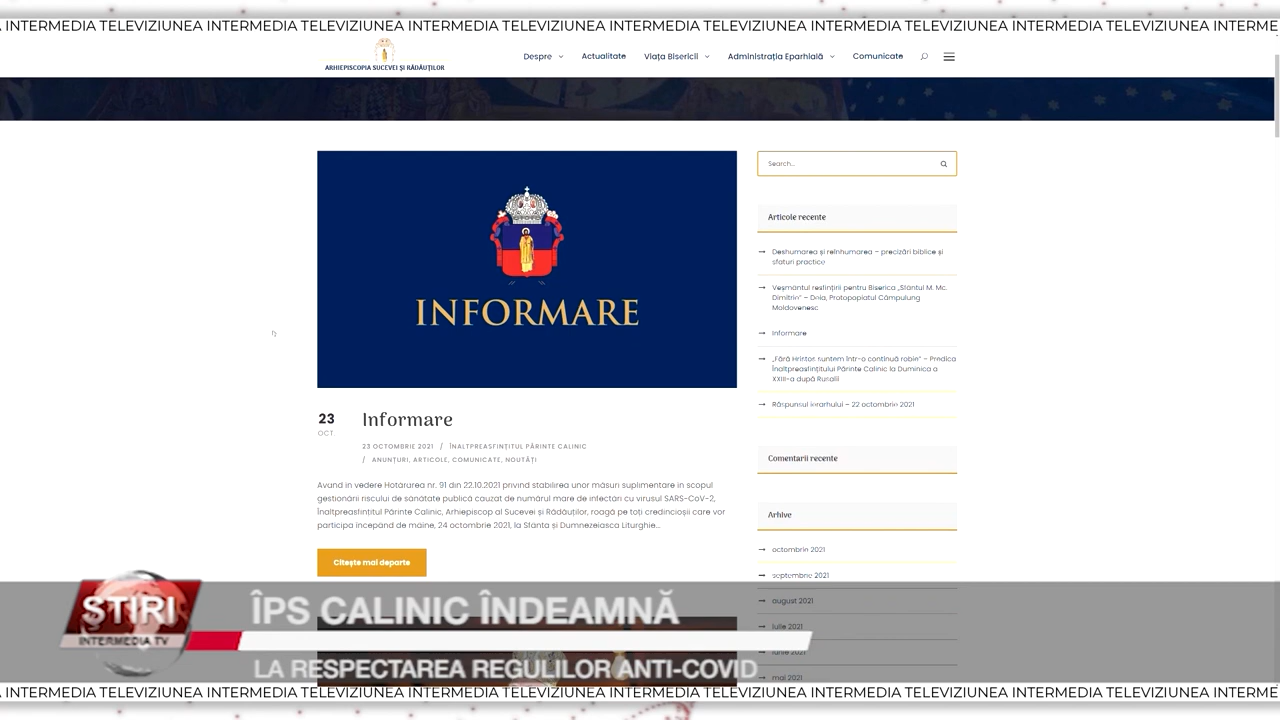 INTERMEDIA TELEVIZIUNEA INTERMEDIA TELEVIZIUNEA INTERMEDIA TELEVIZIUNEA INTERMEDIA TELEVIZIUNEA INTERMEDIA TELEVIZIUNEA INTERME
ARHIEPISCOPIA SUCEVEI ȘI RĂDĂUȚILOR
Despre Actualitate Viața Bisericii Administrația Eparhială Comunicate
INFORMARE
23
OCT.
Informare
23 OCTOMBRIE 2021 / ÎNALTPREASFINȚITUL PĂRINTE CALINIC
/ ANUNȚURI, ARTICOLE, COMUNICATE, NOUTĂȚI
Având în vedere Hotărârea nr. 91 din 22.10.2021 privind stabilirea unor măsuri suplimentare în scopul
gestionării riscului de sănătate publică cauzat de numărul mare de infectări cu virusul SARS-CoV-2,
Înaltpreasfințitul Părinte Calinic, Arhiepiscop al Sucevei și Rădăuților, roagă pe toți credincioșii care vor
participa începând de mâine, 24 octombrie 2021, la Sfânta și Dumnezeiasca Liturghie...
Citește mai departe
Search...
Articole recente
Deshumarea și reînhumarea – precizări biblice și
sfaturi practice
Veșmântul resfințirii pentru Biserica „Sfântul M. Mc.
Dimitrie” – Deia, Protopopiatul Câmpulung
Moldovenesc
Informare
„Fără Hristos suntem într-o continuă robie” – Predica
Înaltpreasfințitului Părinte Calinic la Duminica a
XXIII-a după Rusalii
Răspunsul ierarhului – 22 octombrie 2021
Comentarii recente
Arhive
octombrie 2021
septembrie 2021
august 2021
iulie 2021
iunie 2021
mai 2021
ȘTIRI
INTERMEDIA.TV
ÎPS CALINIC ÎNDEAMNĂ
LA RESPECTAREA REGULILOR ANTI-COVID
INTERMEDIA TELEVIZIUNEA INTERMEDIA TELEVIZIUNEA INTERMEDIA TELEVIZIUNEA INTERMEDIA TELEVIZIUNEA INTERMEDIA TELEVIZIUNEA INTERME